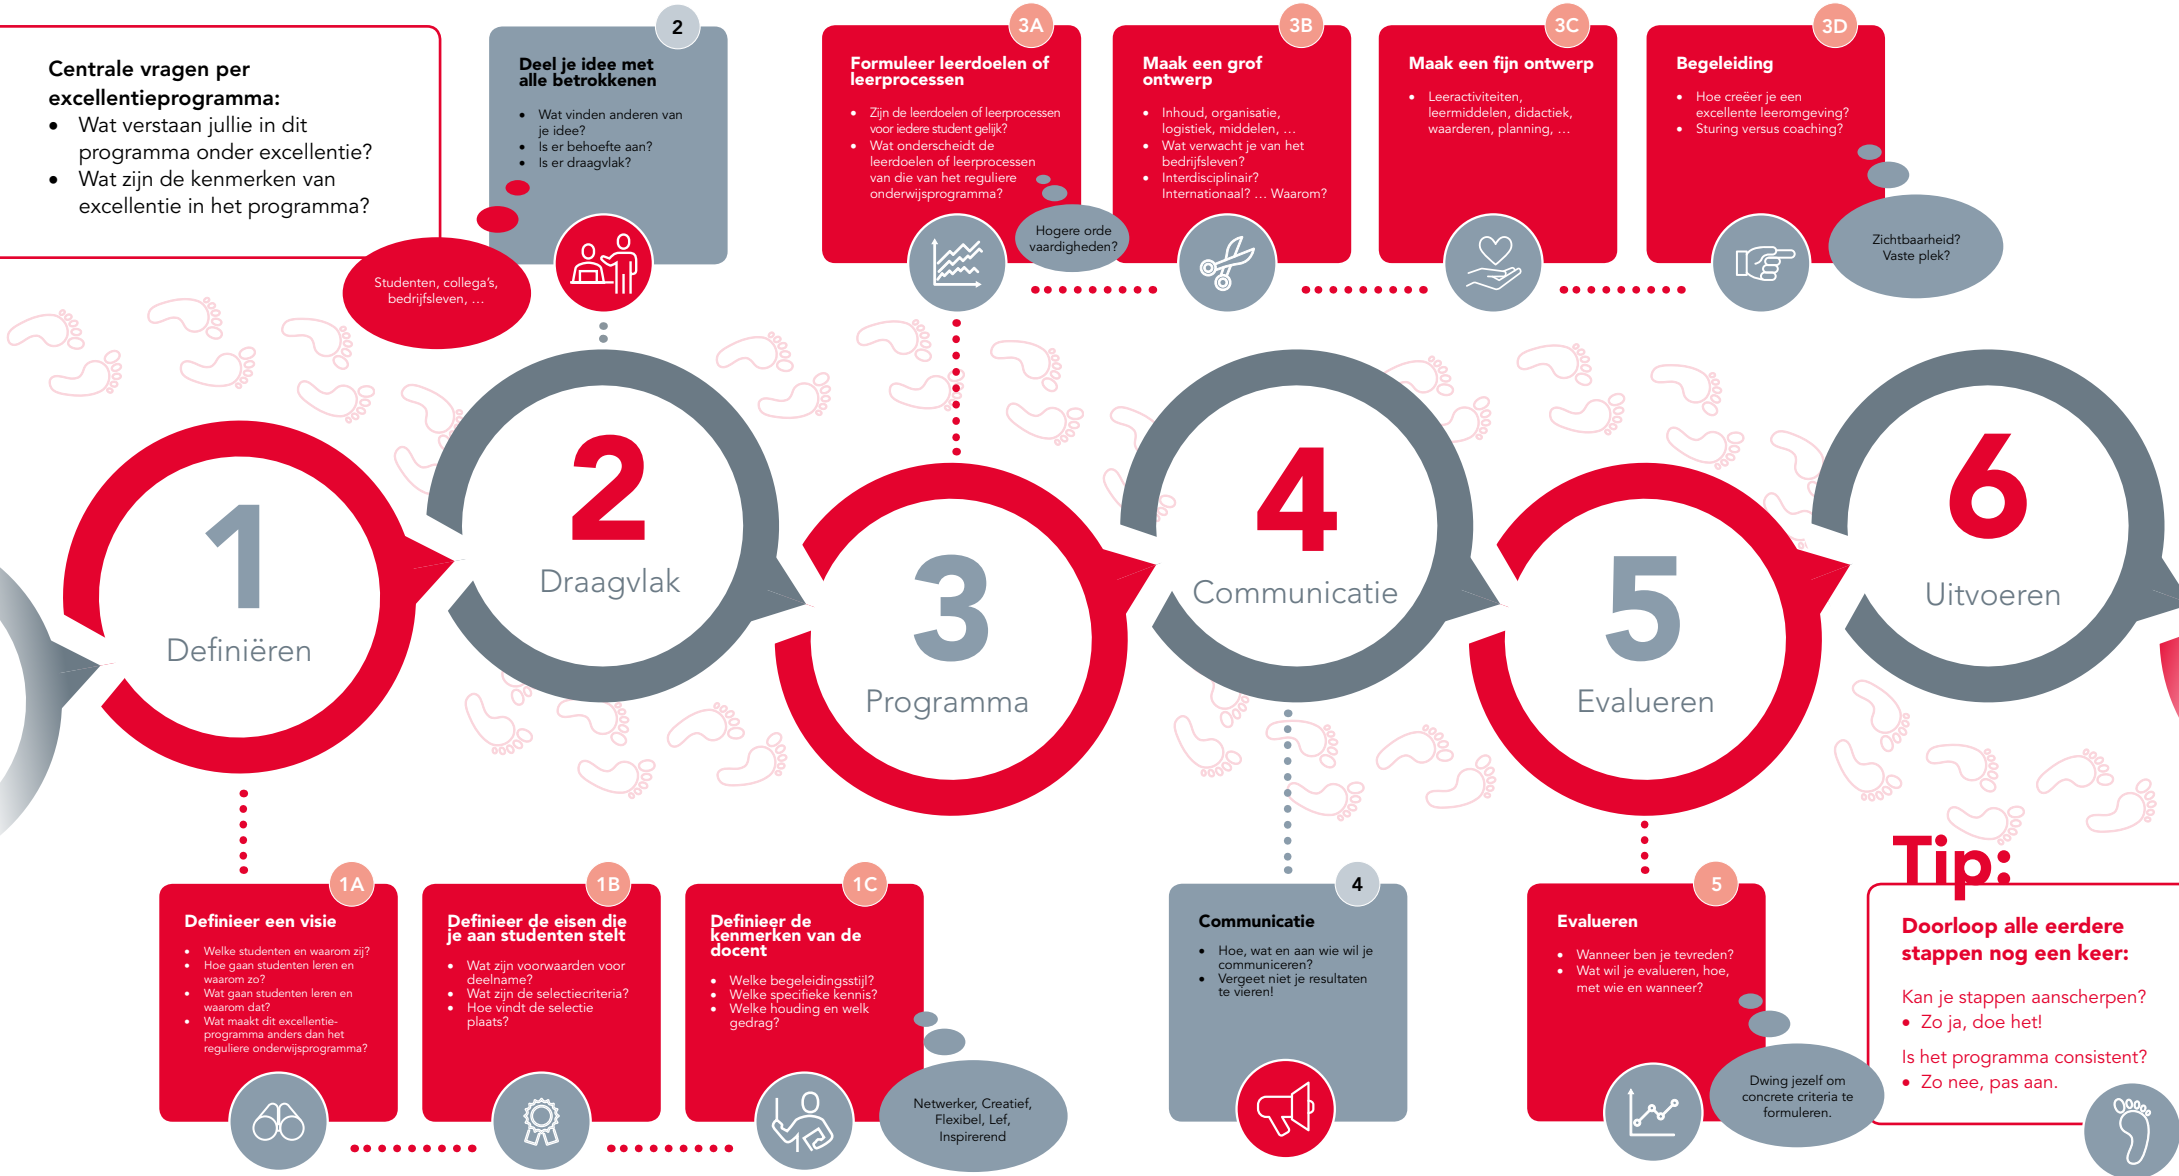 Centrale vragen per
excellentieprogramma:
• Wat verstaan jullie in dit
programma onder excellentie?
• Wat zijn de kenmerken van
excellentie in het programma?
2
Deel je idee met
alle betrokkenen
• Wat vinden anderen van
je idee?
• Is er behoefte aan?
• Is er draagvlak?
Studenten, collega's,
bedrijfsleven, …
3A
Formuleer leerdoelen of
leerprocessen
• Zijn de leerdoelen of leerprocessen
voor iedere student gelijk?
• Wat onderscheidt de
leerdoelen of leerprocessen
van die van het reguliere
onderwijsprogramma?
Hogere orde
vaardigheden?
3B
Maak een grof
ontwerp
• Inhoud, organisatie,
logistiek, middelen, …
• Wat verwacht je van het
bedrijfsleven?
• Interdisciplinair?
Internationaal? … Waarom?
3C
Maak een fijn ontwerp
• Leeractiviteiten,
leermiddelen, didactiek,
waarderen, planning, …
3D
Begeleiding
• Hoe creëer je een
excellente leeromgeving?
• Sturing versus coaching?
Zichtbaarheid?
Vaste plek?
1
Definiëren
2
Draagvlak
3
Programma
4
Communicatie
5
Evalueren
6
Uitvoeren
1A
Definieer een visie
• Welke studenten en waarom zij?
• Hoe gaan studenten leren en
waarom zo?
• Wat gaan studenten leren en
waarom dat?
• Wat maakt dit excellentie-
programma anders dan het
reguliere onderwijsprogramma?
1B
Definieer de eisen die
je aan studenten stelt
• Wat zijn voorwaarden voor
deelname?
• Wat zijn de selectiecriteria?
• Hoe vindt de selectie
plaats?
1C
Definieer de
kenmerken van de
docent
• Welke begeleidingsstijl?
• Welke specifieke kennis?
• Welke houding en welk
gedrag?
Netwerker, Creatief,
Flexibel, Lef,
Inspirerend
4
Communicatie
• Hoe, wat en aan wie wil je
communiceren?
• Vergeet niet je resultaten
te vieren!
5
Evalueren
• Wanneer ben je tevreden?
• Wat wil je evalueren, hoe,
met wie en wanneer?
Dwing jezelf om
concrete criteria te
formuleren.
Tip:
Doorloop alle eerdere
stappen nog een keer:
Kan je stappen aanscherpen?
• Zo ja, doe het!
Is het programma consistent?
• Zo nee, pas aan.